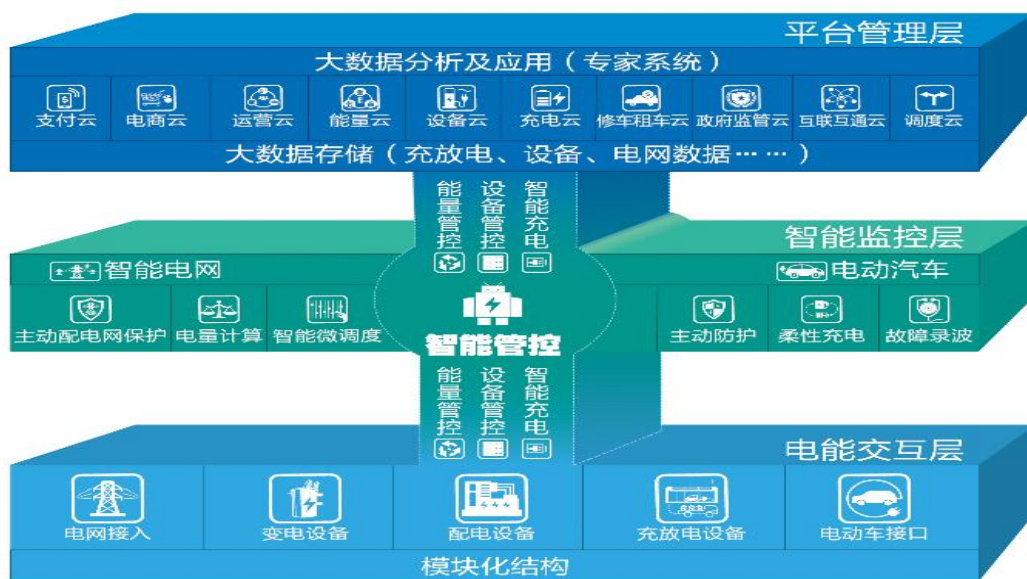 平台管理层
大数据分析及应用（专家系统）
支付云 电商云 运营云 能量云 设备云 充电云 修车租车云 政府监管云 互联互通云 调度云
大数据存储（充放电、设备、电网数据……）
能量管控 设备管控 智能充电
智能监控层
智能电网 电动汽车
主动配电网保护 电量计算 智能微调度 主动防护 柔性充电 故障录波
智能管控
能量管控 设备管控 智能充电
电能交互层
电网接入 变电设备 配电设备 充放电设备 电动车接口
模块化结构